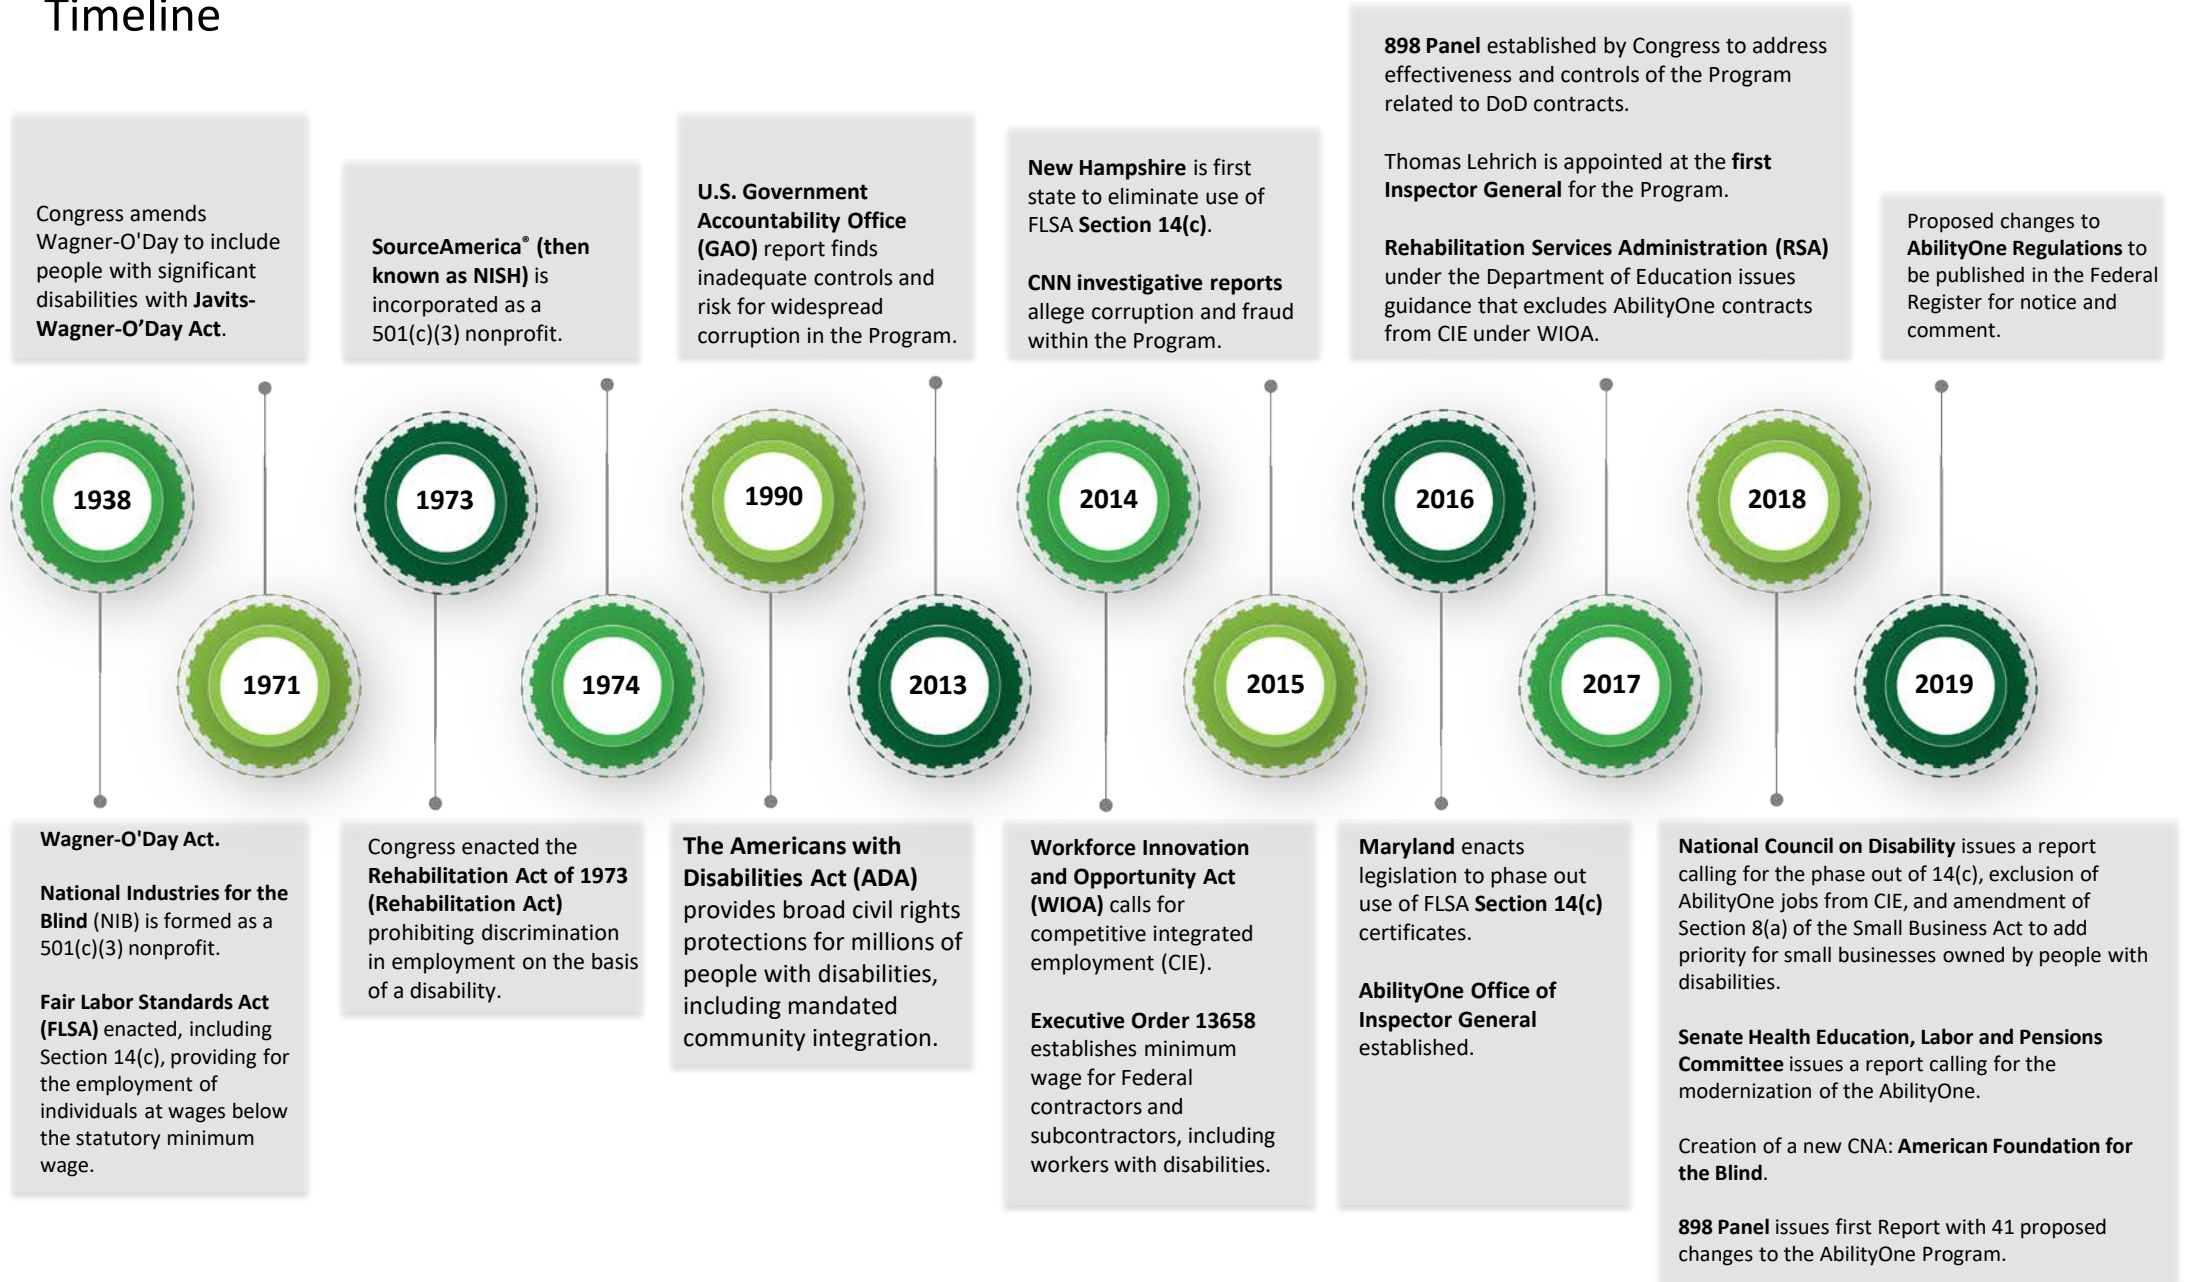 Timeline
Congress amends
Wagner-O'Day to include
people with significant
disabilities with Javits-
Wagner-O’Day Act.
SourceAmerica® (then
known as NISH) is
incorporated as a
501(c)(3) nonprofit.
U.S. Government
Accountability Office
(GAO) report finds
inadequate controls and
risk for widespread
corruption in the Program.
New Hampshire is first
state to eliminate use of
FLSA Section 14(c).
CNN investigative reports
allege corruption and fraud
within the Program.
898 Panel established by Congress to address
effectiveness and controls of the Program
related to DoD contracts.
Thomas Lehrich is appointed at the first
Inspector General for the Program.
Rehabilitation Services Administration (RSA)
under the Department of Education issues
guidance that excludes AbilityOne contracts
from CIE under WIOA.
Proposed changes to
AbilityOne Regulations to
be published in the Federal
Register for notice and
comment.
1938
1971
1973
1974
1990
2013
2014
2015
2016
2017
2018
2019
Wagner-O'Day Act.
National Industries for the
Blind (NIB) is formed as a
501(c)(3) nonprofit.
Fair Labor Standards Act
(FLSA) enacted, including
Section 14(c), providing for
the employment of
individuals at wages below
the statutory minimum
wage.
Congress enacted the
Rehabilitation Act of 1973
(Rehabilitation Act)
prohibiting discrimination
in employment on the basis
of a disability.
The Americans with
Disabilities Act (ADA)
provides broad civil rights
protections for millions of
people with disabilities,
including mandated
community integration.
Workforce Innovation
and Opportunity Act
(WIOA) calls for
competitive integrated
employment (CIE).
Executive Order 13658
establishes minimum
wage for Federal
contractors and
subcontractors, including
workers with disabilities.
Maryland enacts
legislation to phase out
use of FLSA Section 14(c)
certificates.
AbilityOne Office of
Inspector General
established.
National Council on Disability issues a report
calling for the phase out of 14(c), exclusion of
AbilityOne jobs from CIE, and amendment of
Section 8(a) of the Small Business Act to add
priority for small businesses owned by people with
disabilities.
Senate Health Education, Labor and Pensions
Committee issues a report calling for the
modernization of the AbilityOne.
Creation of a new CNA: American Foundation for
the Blind.
898 Panel issues first Report with 41 proposed
changes to the AbilityOne Program.